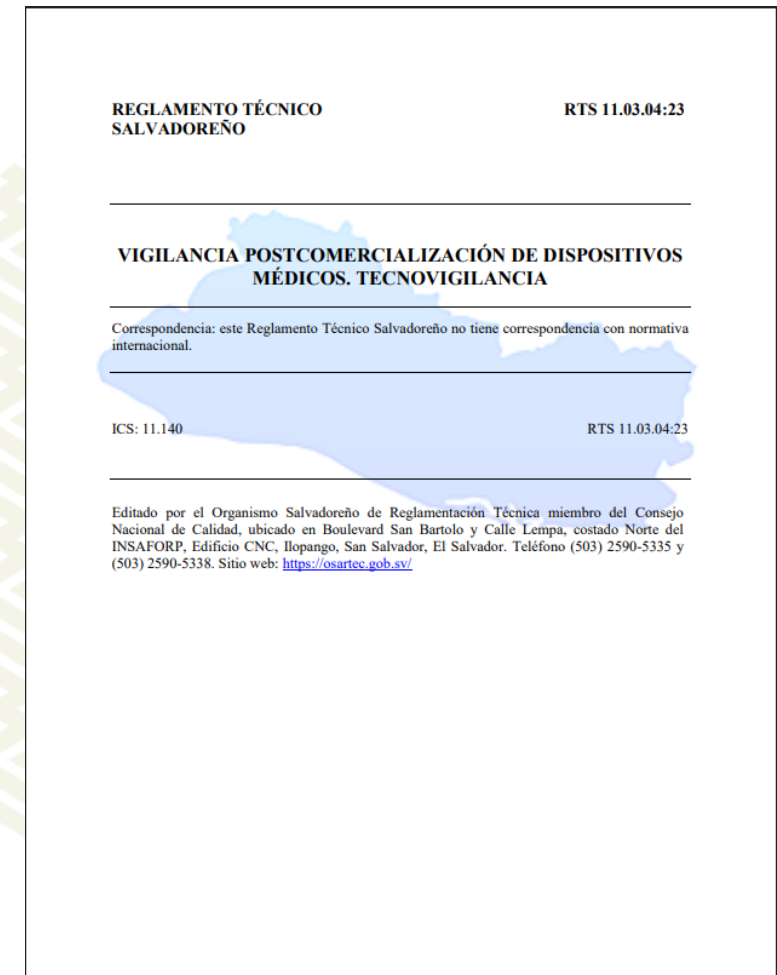 REGLAMENTO TÉCNICO
SALVADOREÑO
RTS 11.03.04:23
VIGILANCIA POSTCOMERCIALIZACIÓN DE DISPOSITIVOS
MÉDICOS. TECNOVIGILANCIA
Correspondencia: este Reglamento Técnico Salvadoreño no tiene correspondencia con normativa
internacional.
ICS: 11.140
RTS 11.03.04:23
Editado por el Organismo Salvadoreño de Reglamentación Técnica miembro del Consejo
Nacional de Calidad, ubicado en Boulevard San Bartolo y Calle Lempa, costado Norte del
INSAFORP, Edificio CNC, Ilopango, San Salvador, El Salvador. Teléfono (503) 2590-5335 y
(503) 2590-5338. Sitio web: https://osartec.gob.sv/